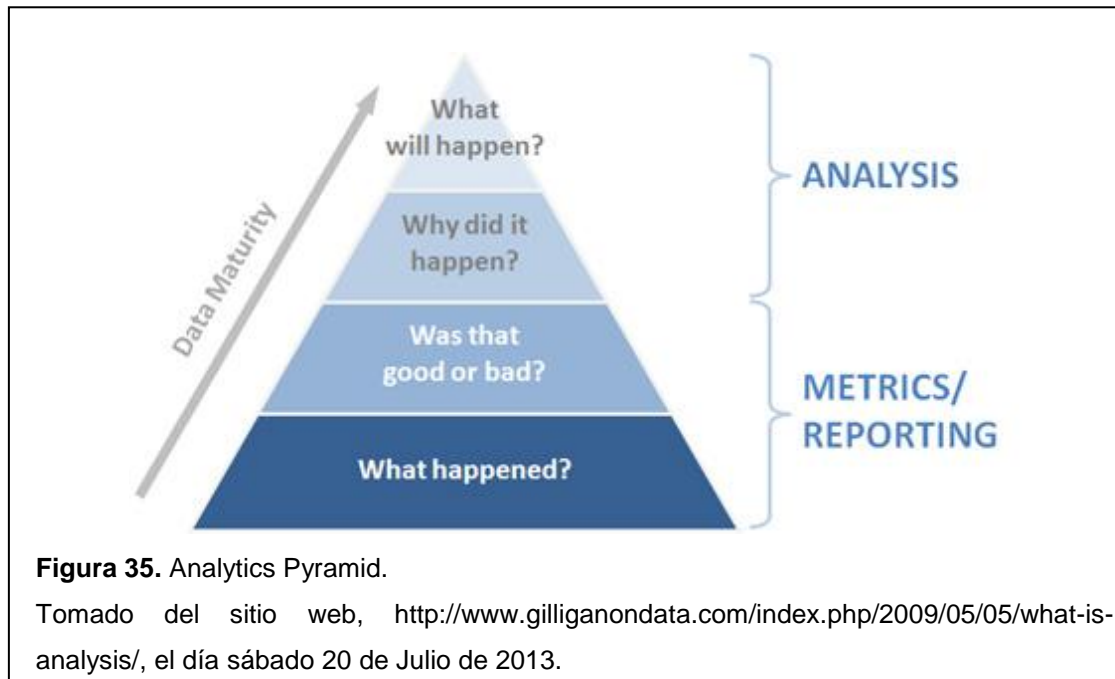 What
will happen?
Why did it
happen?
Was that
good or bad?
What happened?
Data Maturity
ANALYSIS
METRICS/
REPORTING
Figura 35. Analytics Pyramid.
Tomado del sitio web, http://www.gilliganondata.com/index.php/2009/05/05/what-is-
analysis/, el día sábado 20 de Julio de 2013.